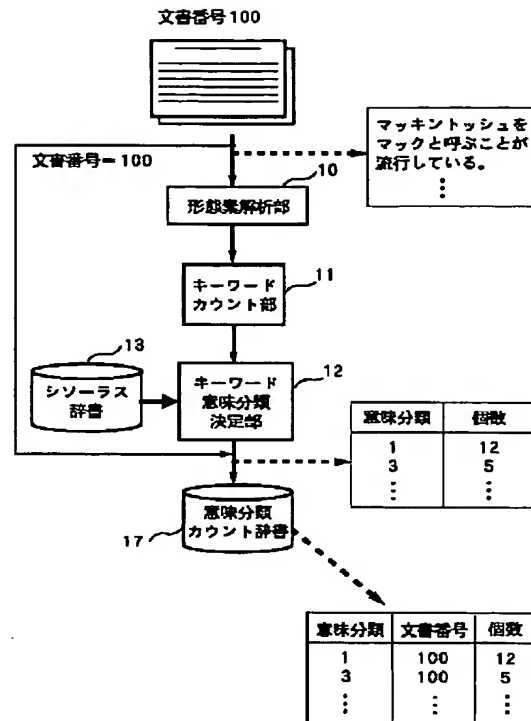 文書番号100
文書番号=100
マッキントッシュを
マックと呼ぶことが
流行している。
⋮
10
形態素解析部
11
キーワード
カウント部
13
シソーラス
辞書
12
キーワード
意味分類
決定部
意味分類 個数
1 12
3 5
⋮ ⋮
17
意味分類
カウント辞書
意味分類 文書番号 個数
1 100 12
3 100 5
⋮ ⋮ ⋮